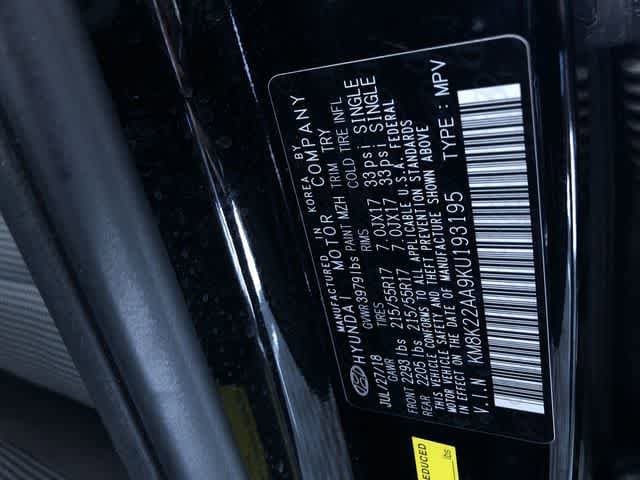 MANUFACTURED IN KOREA BY
HYUNDAI MOTOR COMPANY
JUL/27/18 GVWR 3979 lbs PAINT MZH TRIM TRY
GAWR TIRES RIMS COLD TIRE INFL
FRONT 2293 lbs 215/55R17 7.0JX17 33psi SINGLE
REAR 2205 lbs 215/55R17 7.0JX17 33psi SINGLE
THIS VEHICLE CONFORMS TO ALL APPLICABLE U.S.A. FEDERAL
MOTOR VEHICLE SAFETY AND THEFT PREVENTION STANDARDS
IN EFFECT ON THE DATE OF MANUFACTURE SHOWN ABOVE
V.I.N KM8K22AA9KU193195 TYPE : MPV
REDUCED
lbs